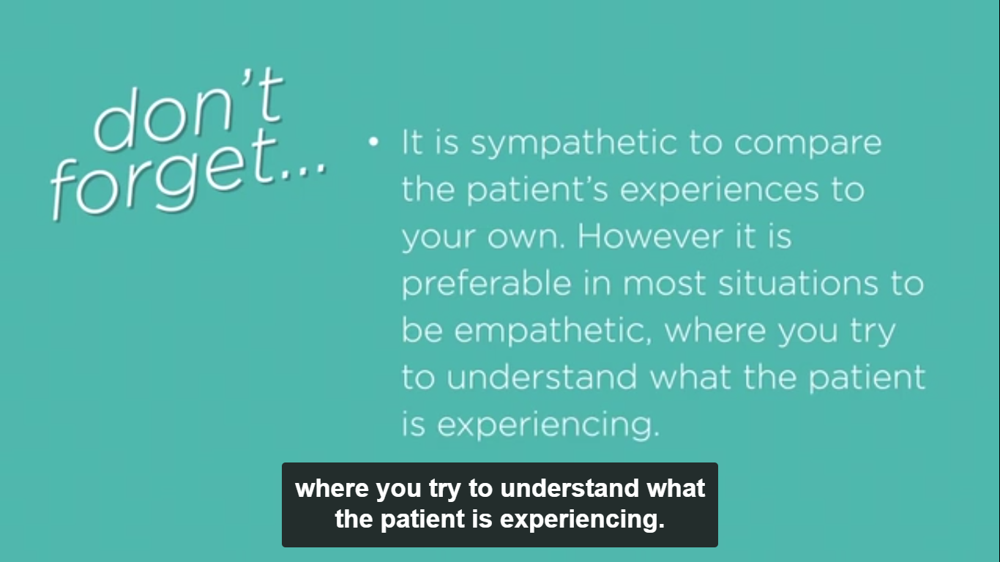 don't
forget...
• It is sympathetic to compare
the patient's experiences to
your own. However it is
preferable in most situations to
be empathetic, where you try
to understand what the patient
is experiencing.
where you try to understand what
the patient is experiencing.